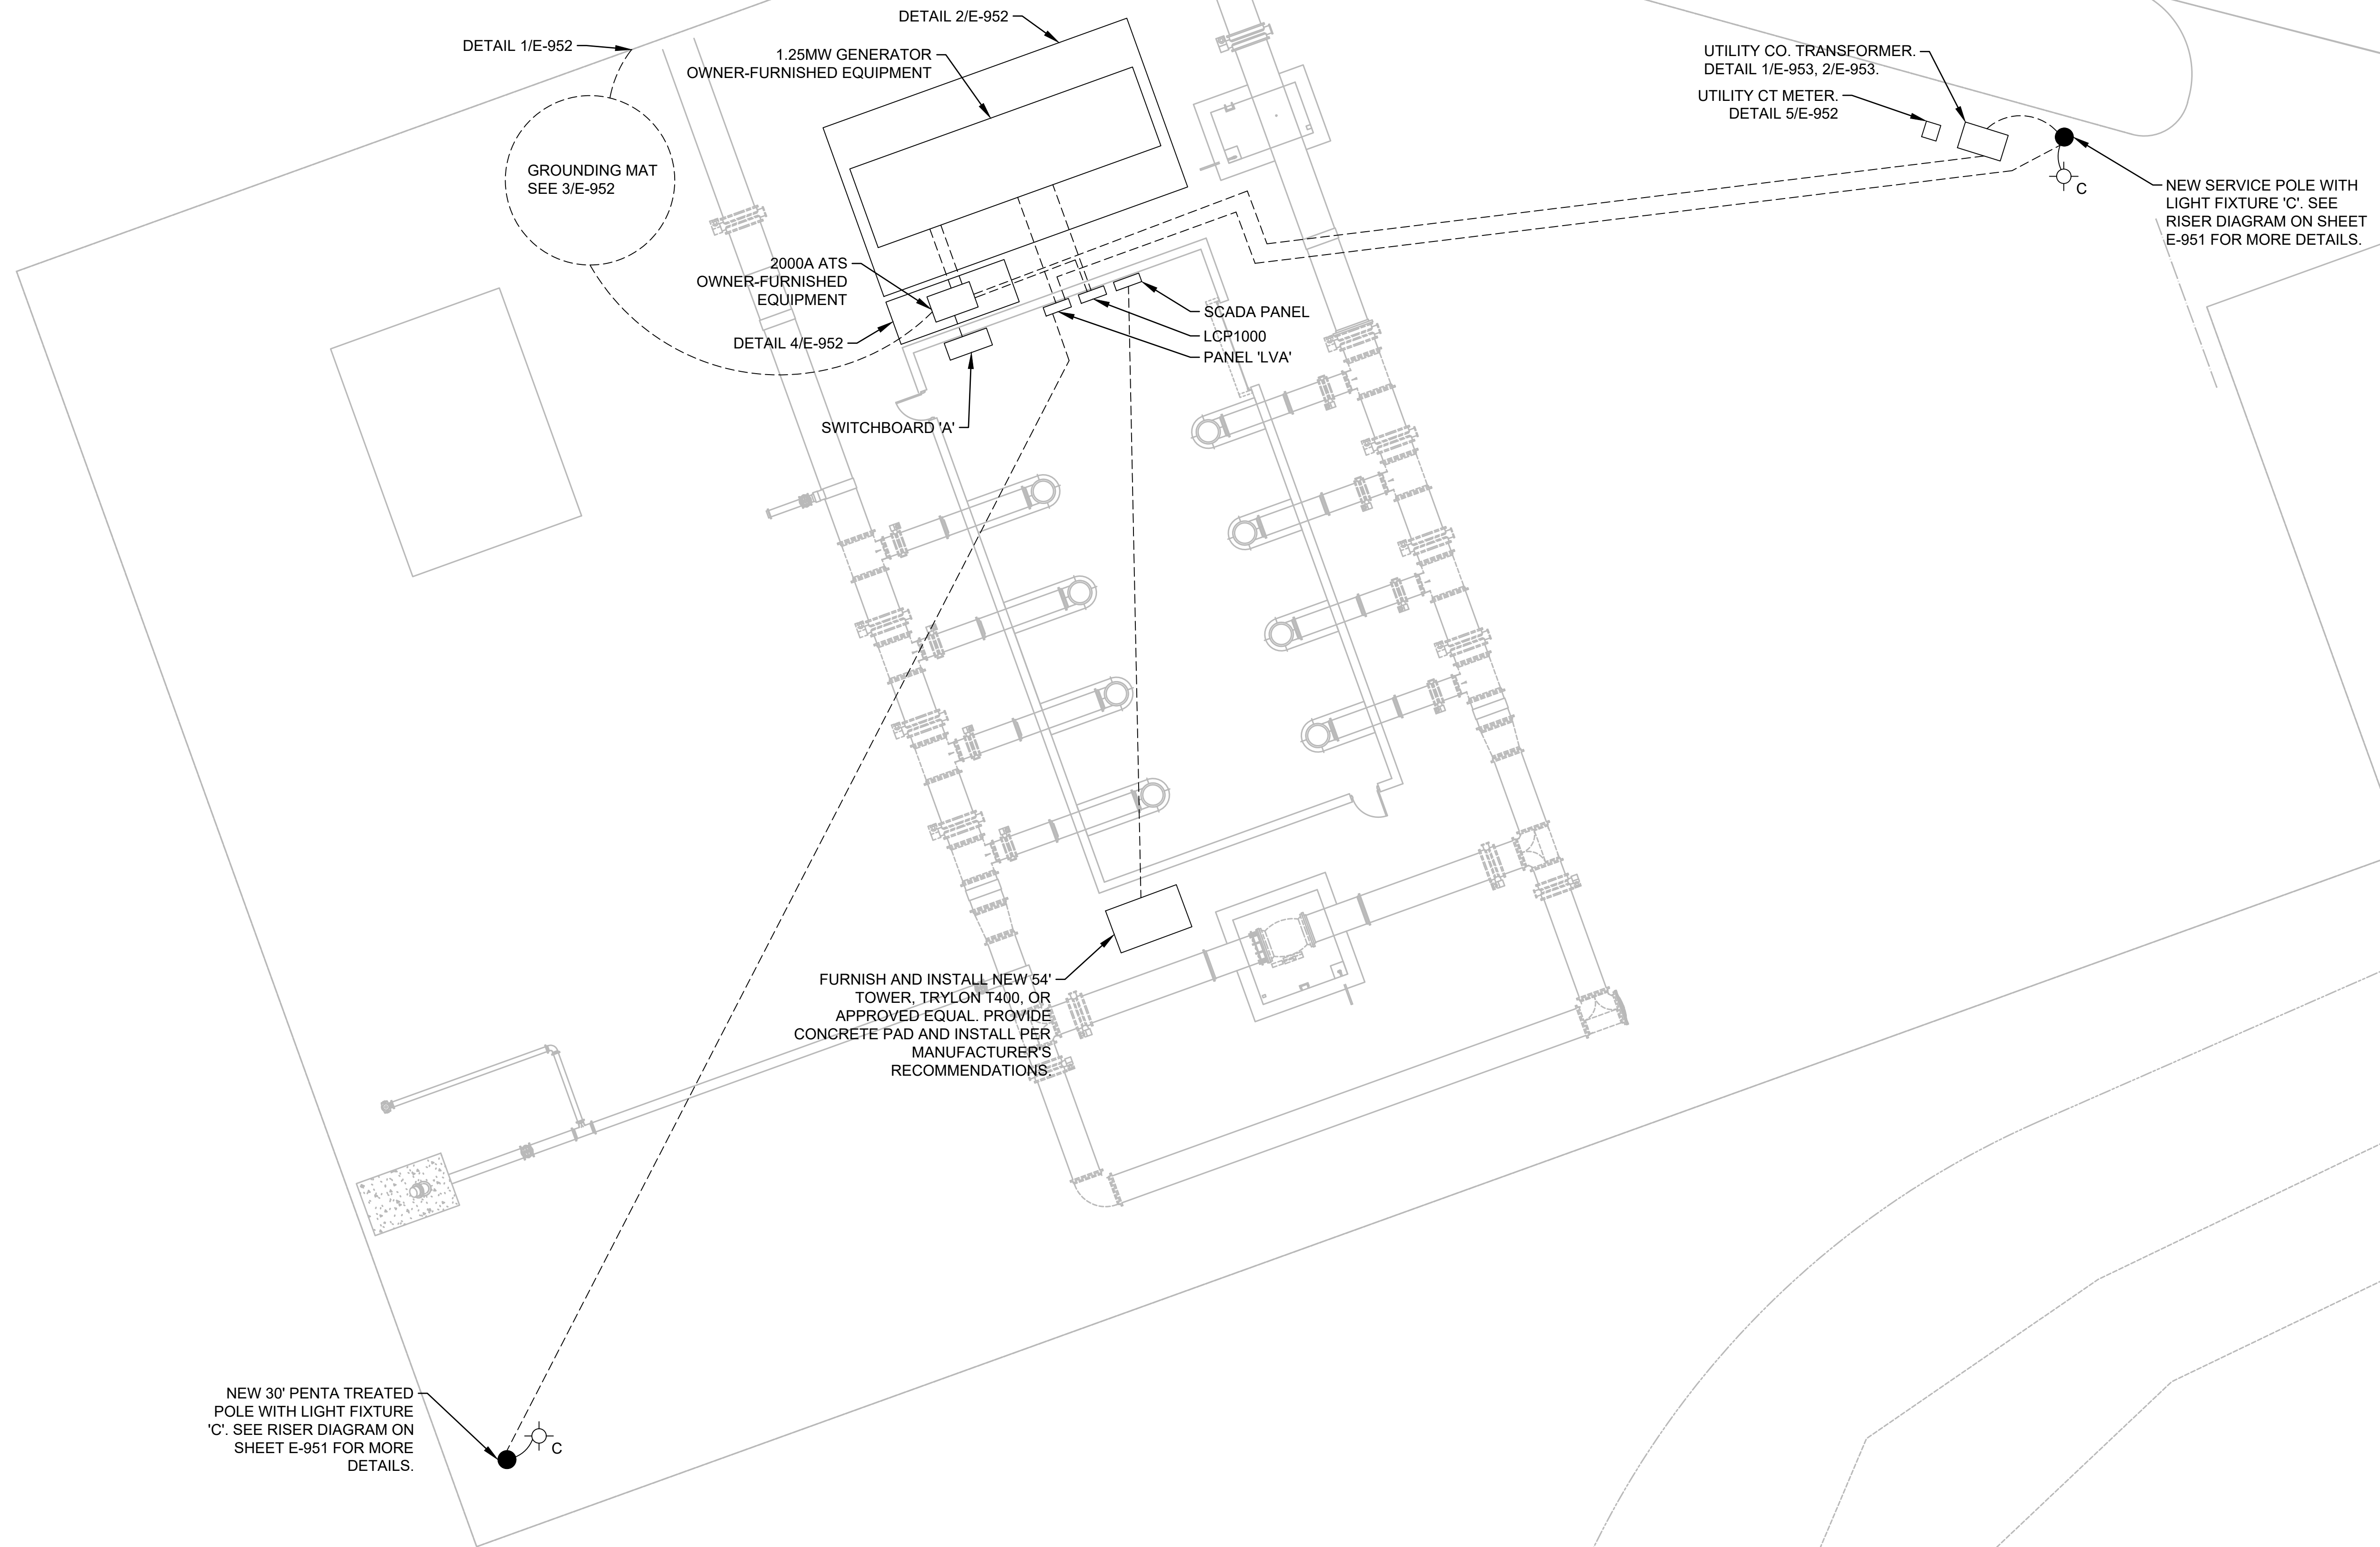 DETAIL 2/E-952
DETAIL 1/E-952
1.25MW GENERATOR
OWNER-FURNISHED EQUIPMENT
UTILITY CO. TRANSFORMER.
DETAIL 1/E-953, 2/E-953.
UTILITY CT METER.
DETAIL 5/E-952
GROUNDING MAT
SEE 3/E-952
C
NEW SERVICE POLE WITH
LIGHT FIXTURE 'C'. SEE
RISER DIAGRAM ON SHEET
E-951 FOR MORE DETAILS.
2000A ATS
OWNER-FURNISHED
EQUIPMENT
DETAIL 4/E-952
SCADA PANEL
LCP1000
PANEL 'LVA'
SWITCHBOARD 'A'
FURNISH AND INSTALL NEW 54'
TOWER, TRYLON T400, OR
APPROVED EQUAL. PROVIDE
CONCRETE PAD AND INSTALL PER
MANUFACTURER'S
RECOMMENDATIONS.
NEW 30' PENTA TREATED
POLE WITH LIGHT FIXTURE
'C'. SEE RISER DIAGRAM ON
SHEET E-951 FOR MORE
DETAILS.
C